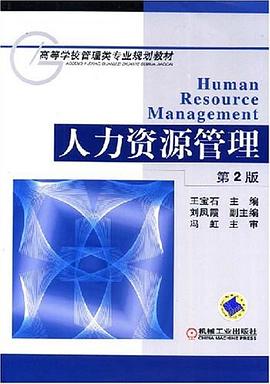 高等学校管理类专业规划教材
Human
Resource
Management
人力资源管理
第2版
王宝石 主编
刘凤霞 副主编
冯虹 主审
机械工业出版社
CHINA MACHINE PRESS